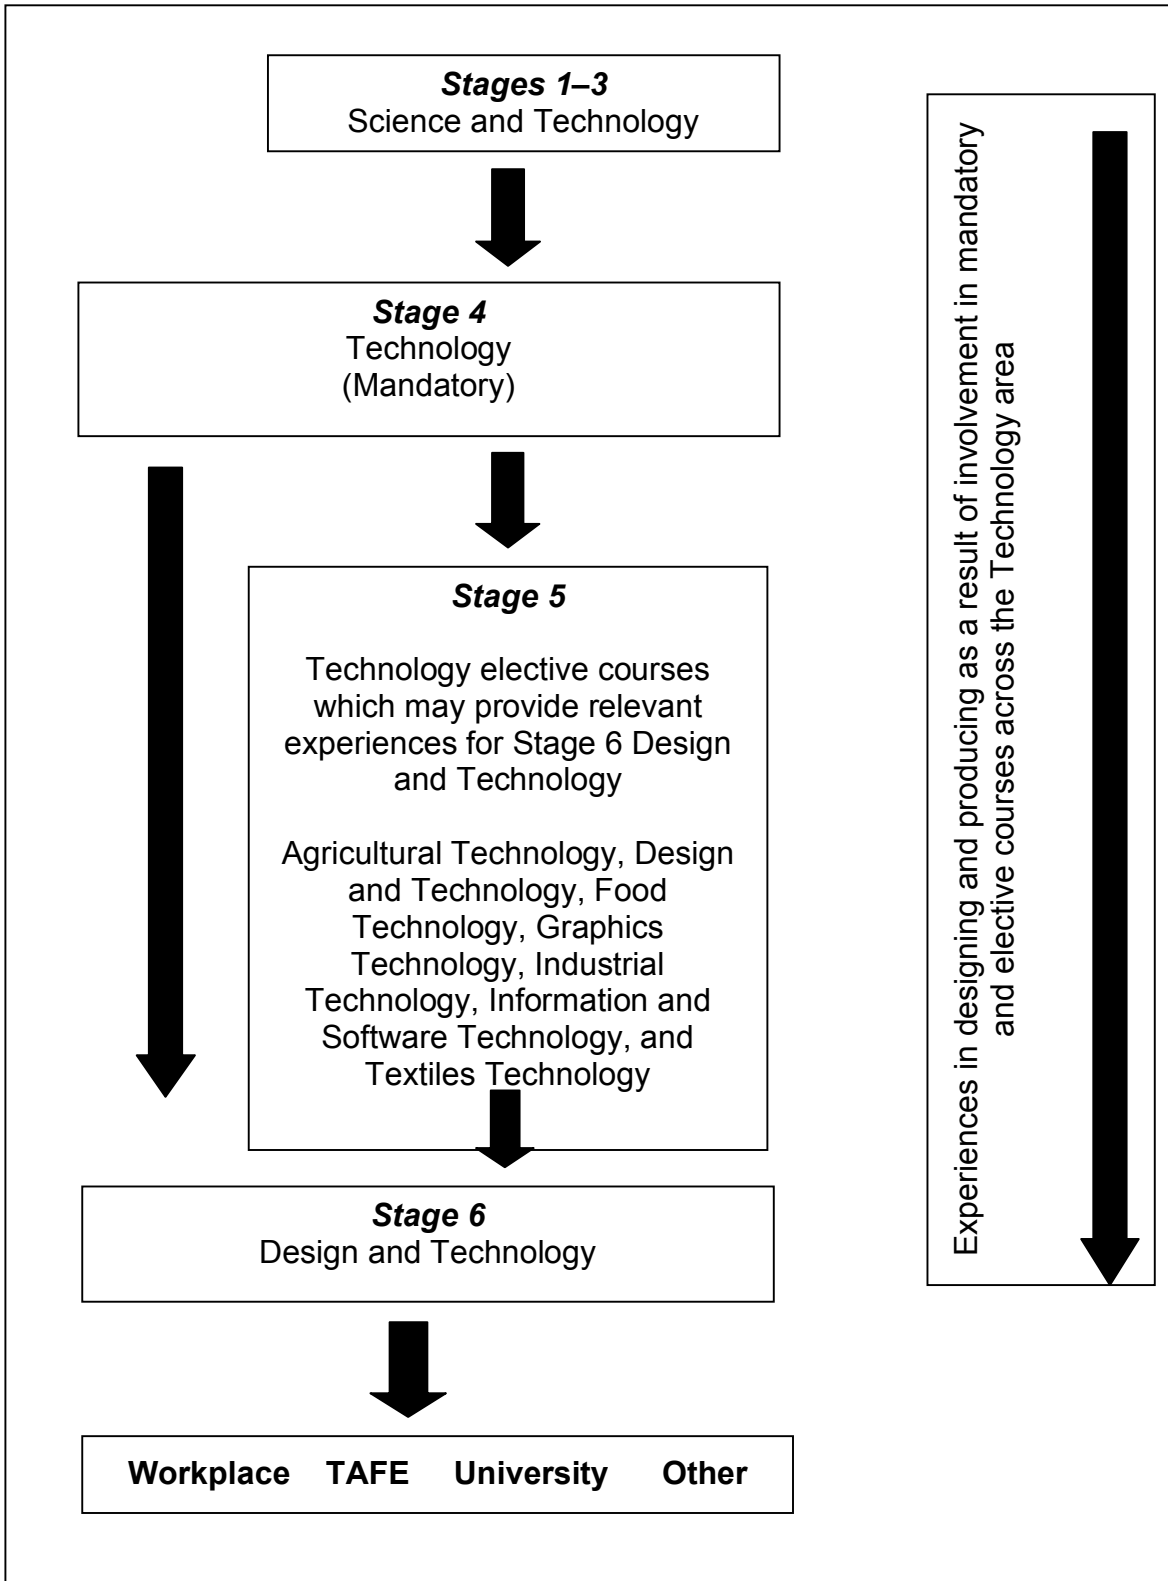 Stages 1–3
Science and Technology
Stage 4
Technology
(Mandatory)
Stage 5
Technology elective courses
which may provide relevant
experiences for Stage 6 Design
and Technology
Agricultural Technology, Design
and Technology, Food
Technology, Graphics
Technology, Industrial
Technology, Information and
Software Technology, and
Textiles Technology
Stage 6
Design and Technology
Workplace TAFE University Other
Experiences in designing and producing as a result of involvement in mandatory
and elective courses across the Technology area